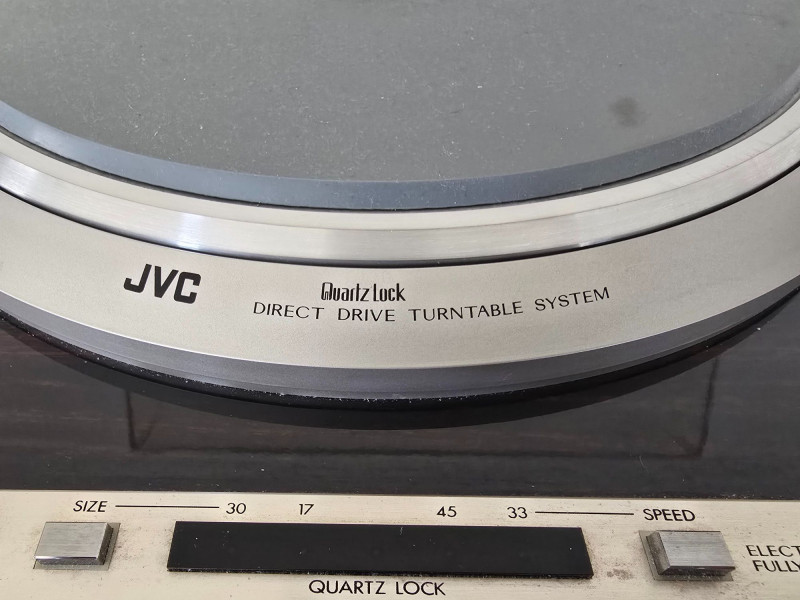 JVC
Quartz Lock
DIRECT DRIVE TURNTABLE SYSTEM
SIZE 30 17 45 33 SPEED
QUARTZ LOCK